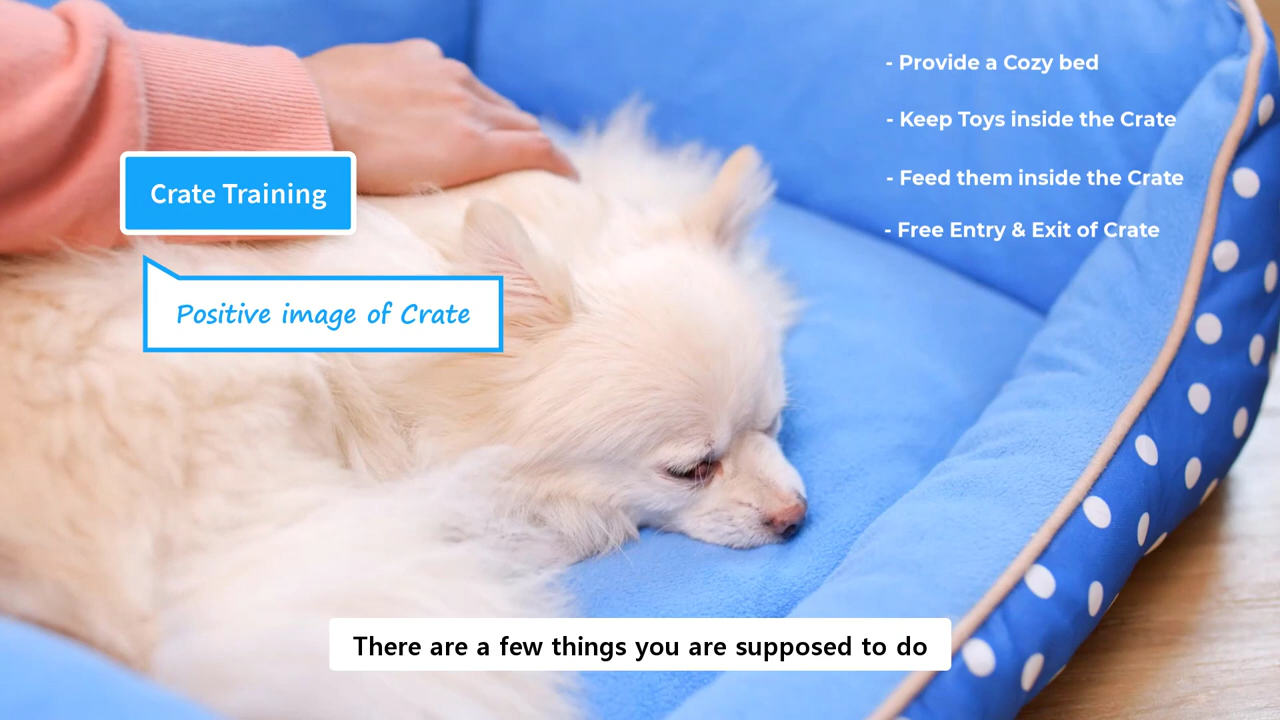 Crate Training
Positive image of Crate
- Provide a Cozy bed
- Keep Toys inside the Crate
- Feed them inside the Crate
- Free Entry & Exit of Crate
There are a few things you are supposed to do